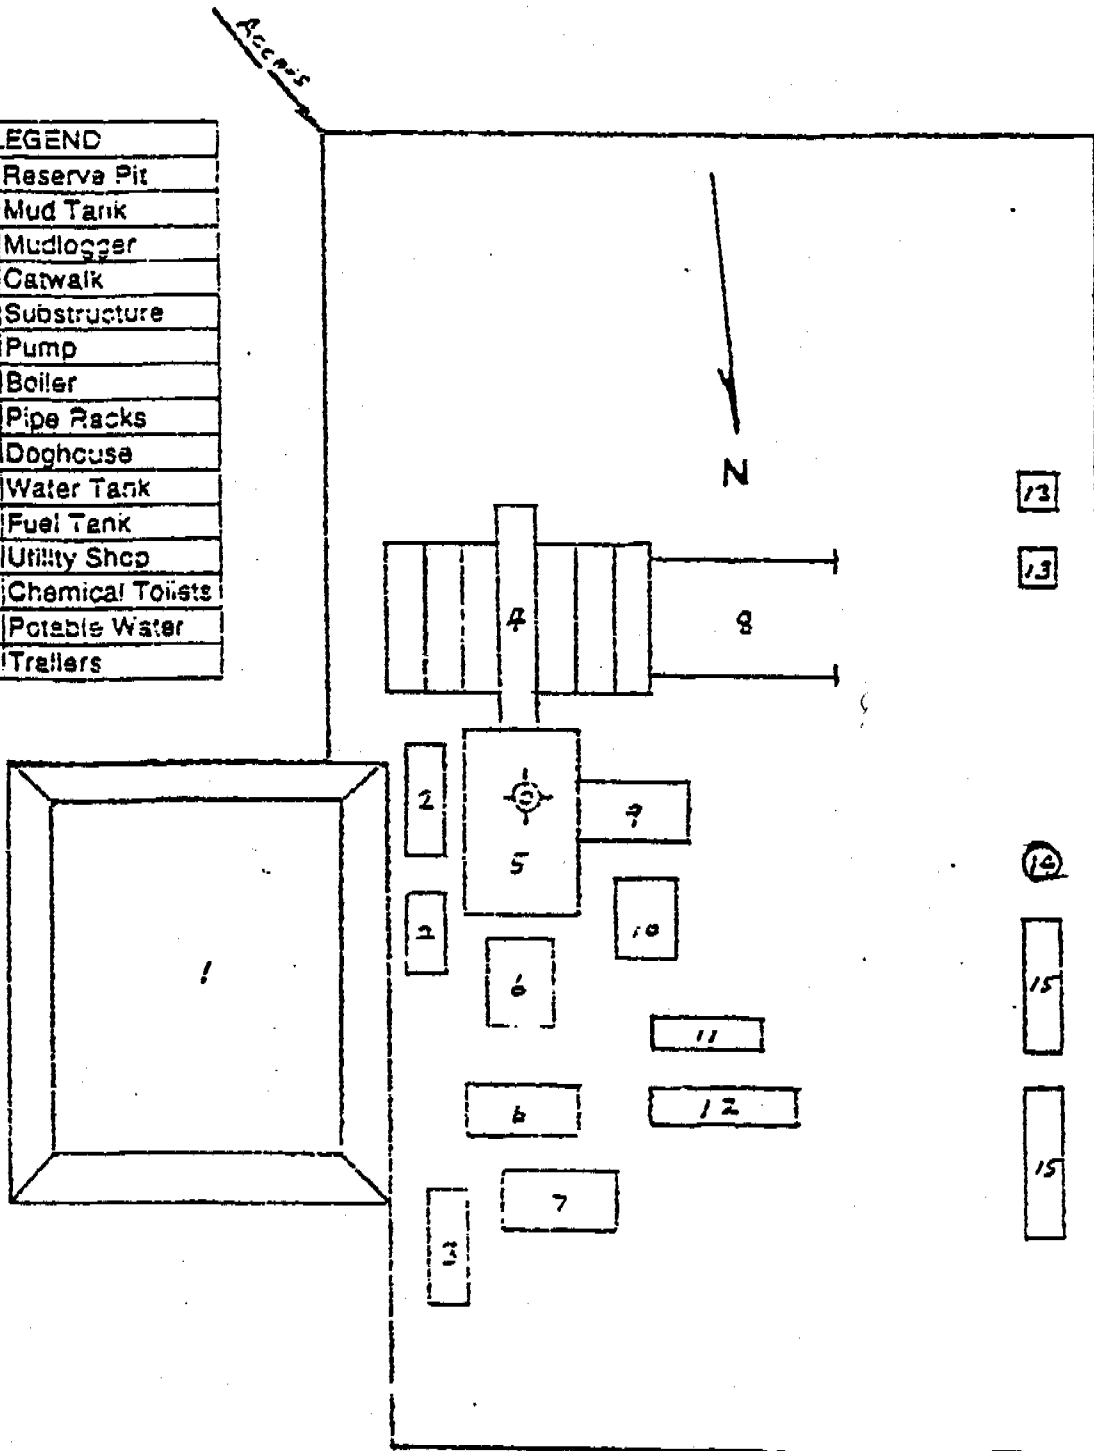 Access
LEGEND
Reserve Pit
Mud Tank
Mudlogger
Catwalk
Substructure
Pump
Boiler
Pipe Racks
Doghouse
Water Tank
Fuel Tank
Utility Shop
Chemical Toilets
Potable Water
Trailers
N
13
13
4
8
2
9
5
14
2
10
1
6
15
11
6
12
15
7